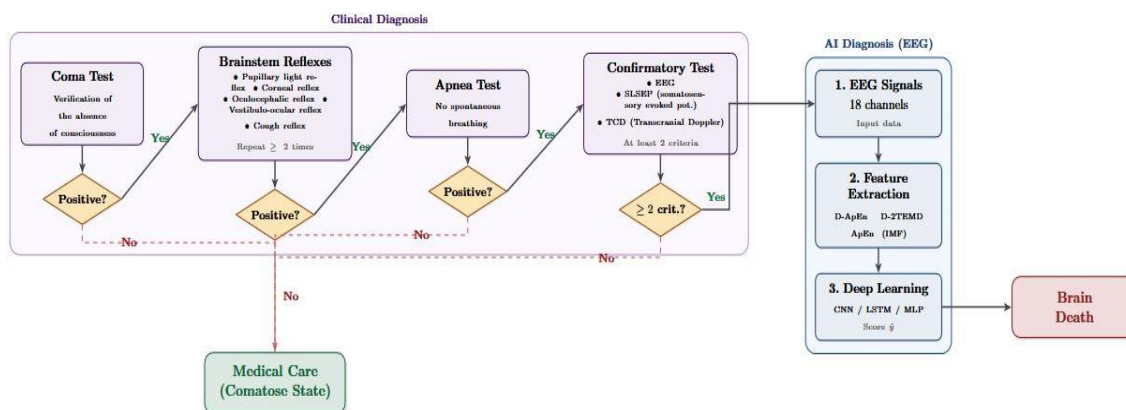 Clinical Diagnosis
Coma Test
Verification of
the absence
of consciousness
Positive?
Yes
No
Brainstem Reflexes
● Pupillary light re-
flex ● Corneal reflex
● Oculocephalic reflex ●
Vestibulo-ocular reflex
● Cough reflex
Repeat ≥ 2 times
Positive?
Yes
No
Apnea Test
No spontaneous
breathing
Positive?
Yes
No
Confirmatory Test
● EEG
● SLSEP (somatosen-
sory evoked pot.)
● TCD (Transcranial Doppler)
At least 2 criteria
≥ 2 crit.?
Yes
No
Medical Care
(Comatose State)
AI Diagnosis (EEG)
1. EEG Signals
18 channels
Input data
2. Feature
Extraction
D-ApEn D-2TEMD
ApEn (IMF)
3. Deep Learning
CNN / LSTM / MLP
Score ŷ
Brain
Death